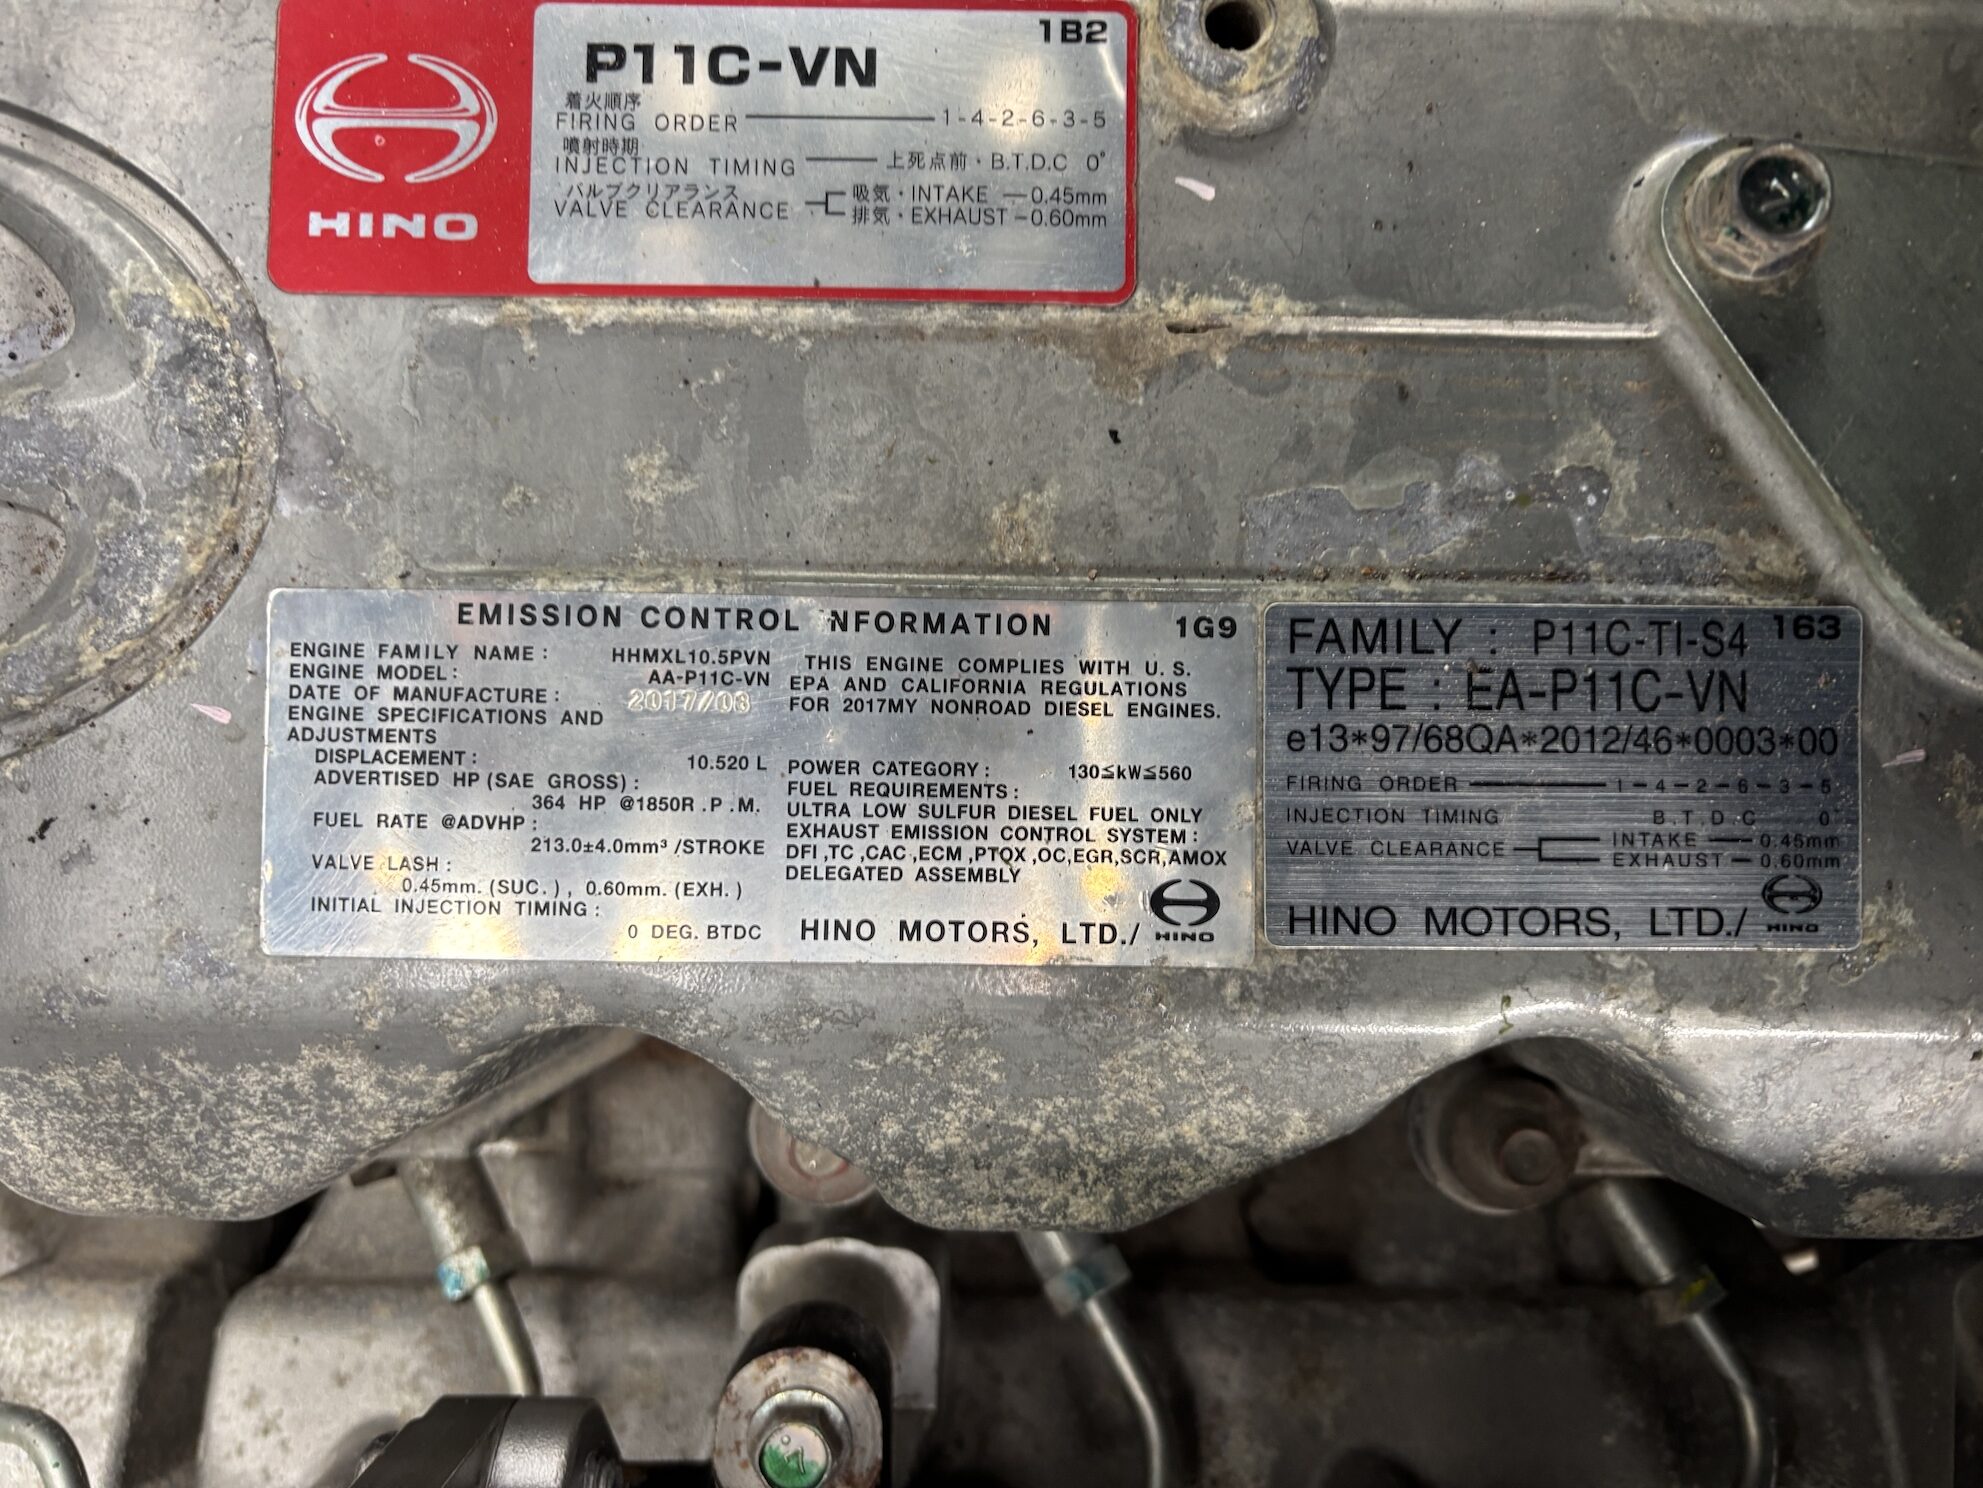 1B2
P11C-VN
着火順序
FIRING ORDER 1-4-2-6-3-5
噴射時期
INJECTION TIMING 上死点前・B.T.D.C 0°
バルブクリアランス
VALVE CLEARANCE 吸気・INTAKE 0.45mm
排気・EXHAUST 0.60mm
HINO
EMISSION CONTROL INFORMATION 1G9
ENGINE FAMILY NAME: HHMXL10.5PVN
ENGINE MODEL: AA-P11C-VN
DATE OF MANUFACTURE: 2017/
ENGINE SPECIFICATIONS AND
ADJUSTMENTS
DISPLACEMENT: 10.520 L
ADVERTISED HP (SAE GROSS):
364 HP @1850R.P.M.
FUEL RATE @ADVHP:
213.0±4.0mm³ /STROKE
VALVE LASH:
0.45mm. (SUC.), 0.60mm. (EXH.)
INITIAL INJECTION TIMING:
0 DEG. BTDC
THIS ENGINE COMPLIES WITH U. S.
EPA AND CALIFORNIA REGULATIONS
FOR 2017MY NONROAD DIESEL ENGINES.
POWER CATEGORY: 130≤kW≤560
FUEL REQUIREMENTS:
ULTRA LOW SULFUR DIESEL FUEL ONLY
EXHAUST EMISSION CONTROL SYSTEM:
DFI,TC,CAC,ECM,PTOX,OC,EGR,SCR,AMOX
DELEGATED ASSEMBLY
HINO MOTORS, LTD./ HINO
FAMILY : P11C-TI-S4 163
TYPE : EA-P11C-VN
e13*97/68QA*2012/46*0003*00
FIRING ORDER 1-4-2-6-3-5
INJECTION TIMING B.T.D.C 0°
VALVE CLEARANCE INTAKE 0.45mm
EXHAUST 0.60mm
HINO MOTORS, LTD./ HINO
7
7